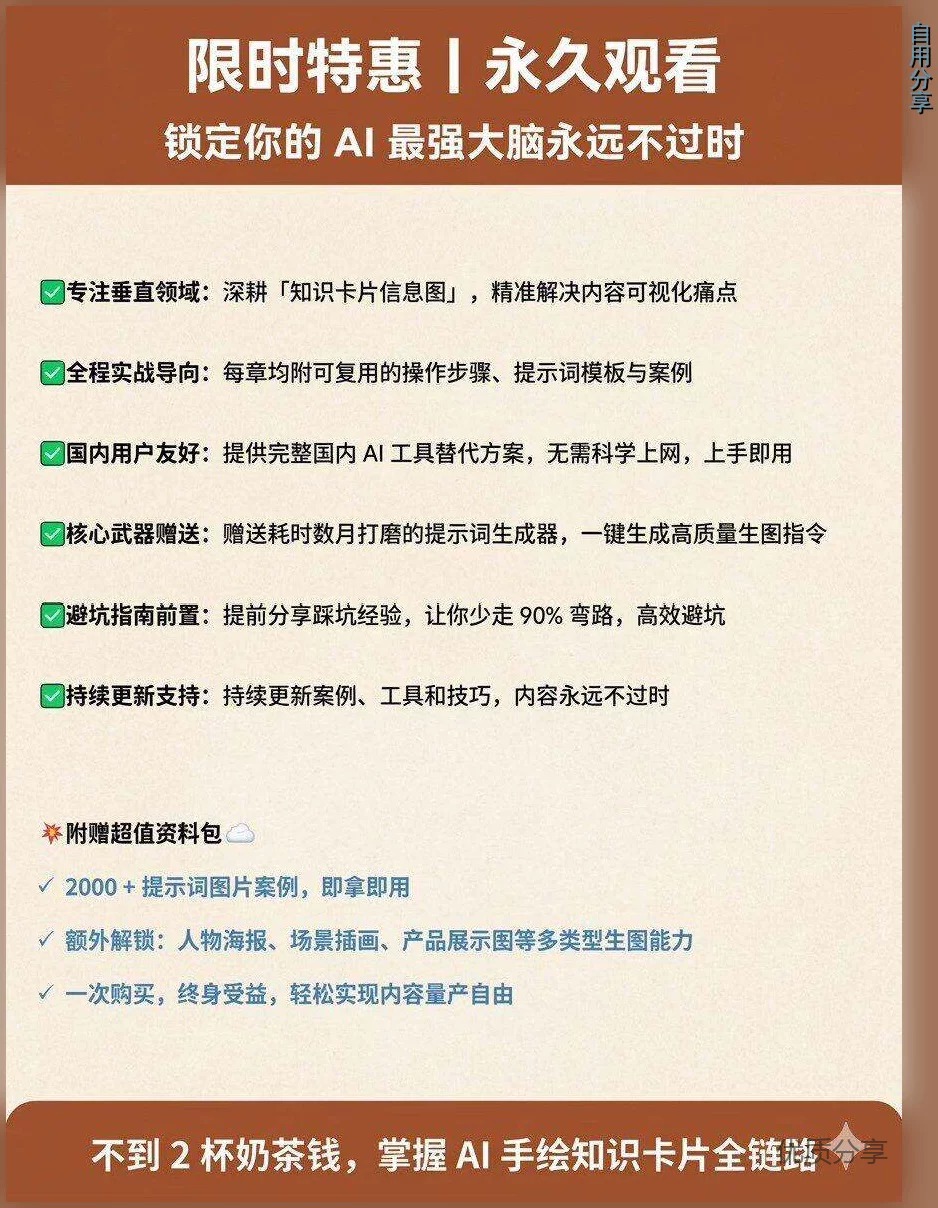 限时特惠丨永久观看
锁定你的 AI 最强大脑永远不过时
自用分享
✅专注垂直领域：深耕「知识卡片信息图」，精准解决内容可视化痛点
✅全程实战导向：每章均附可复用的操作步骤、提示词模板与案例
✅国内用户友好：提供完整国内 AI 工具替代方案，无需科学上网，上手即用
✅核心武器赠送：赠送耗时数月打磨的提示词生成器，一键生成高质量生图指令
✅避坑指南前置：提前分享踩坑经验，让你少走 90% 弯路，高效避坑
✅持续更新支持：持续更新案例、工具和技巧，内容永远不过时
💥附赠超值资料包☁️
✓ 2000 + 提示词图片案例，即拿即用
✓ 额外解锁：人物海报、场景插画、产品展示图等多类型生图能力
✓ 一次购买，终身受益，轻松实现内容量产自由
不到 2 杯奶茶钱，掌握 AI 手绘知识卡片全链路
质分享